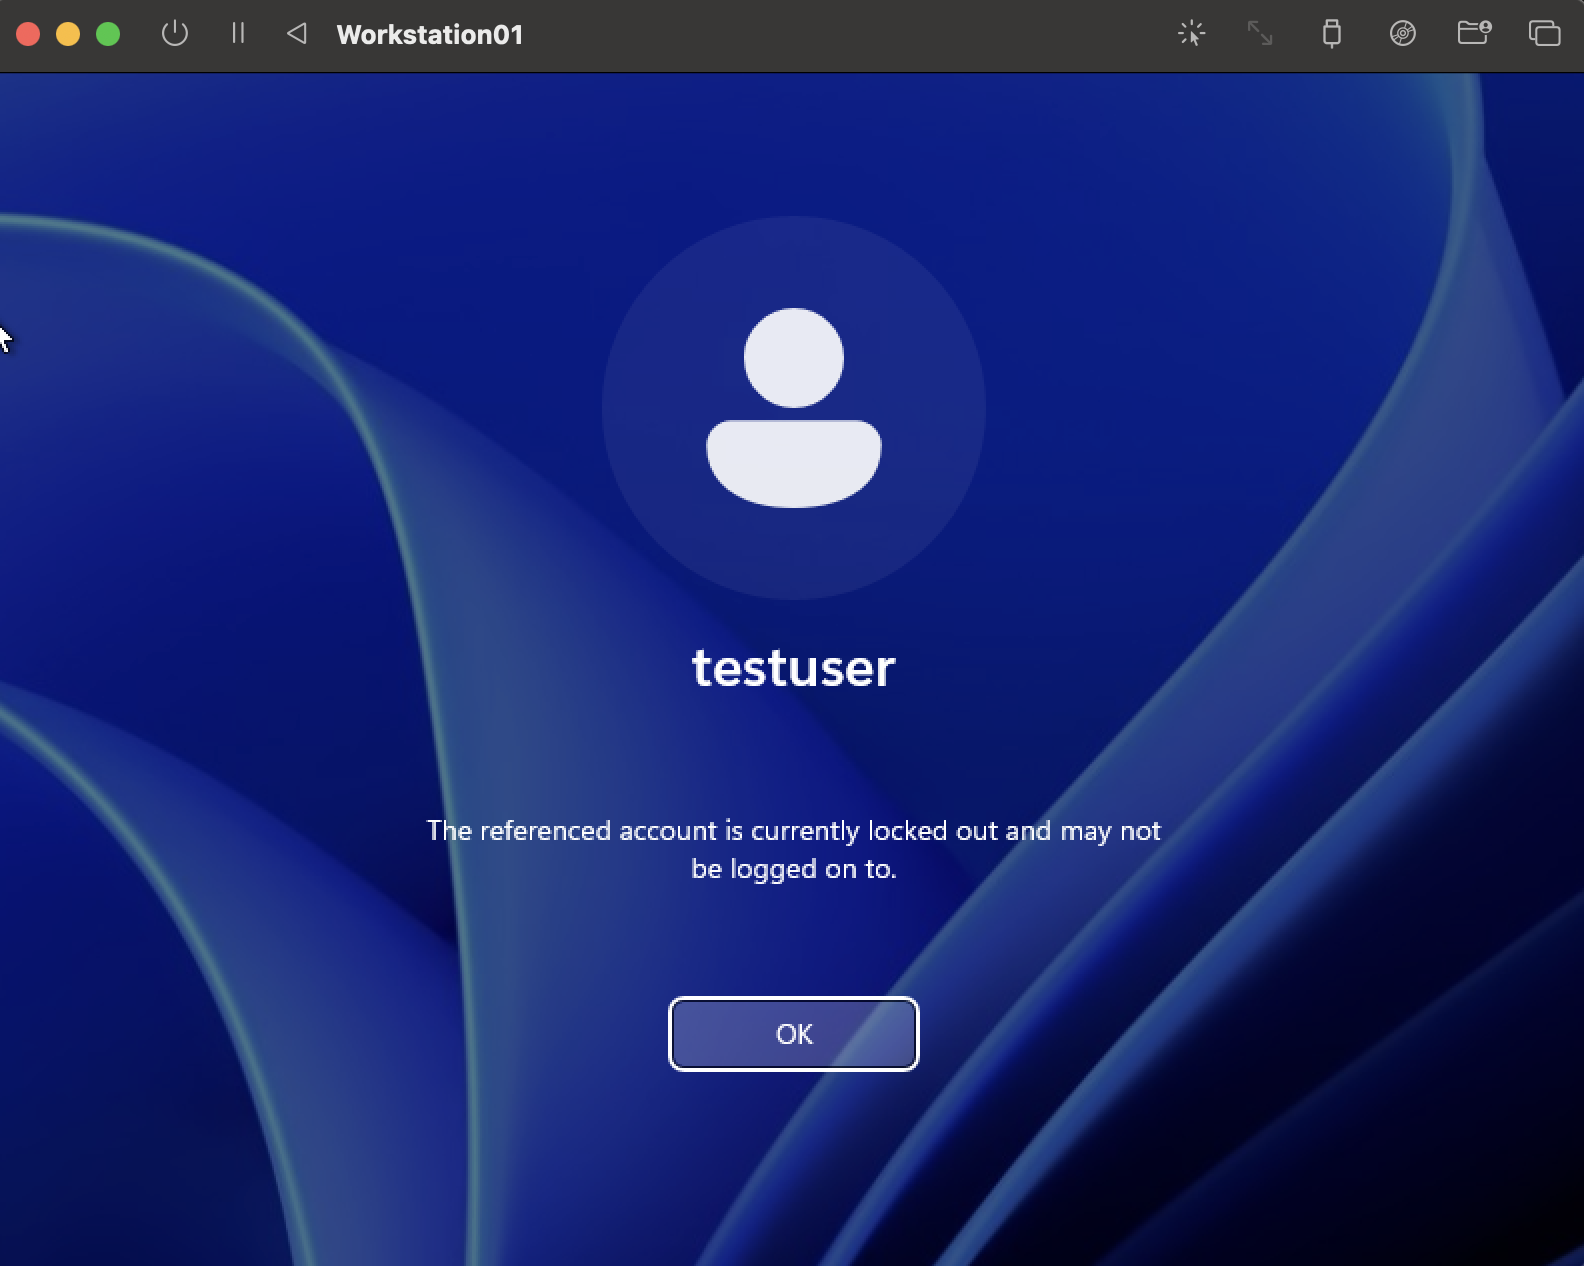 Workstation01
testuser
The referenced account is currently locked out and may not
be logged on to.
OK